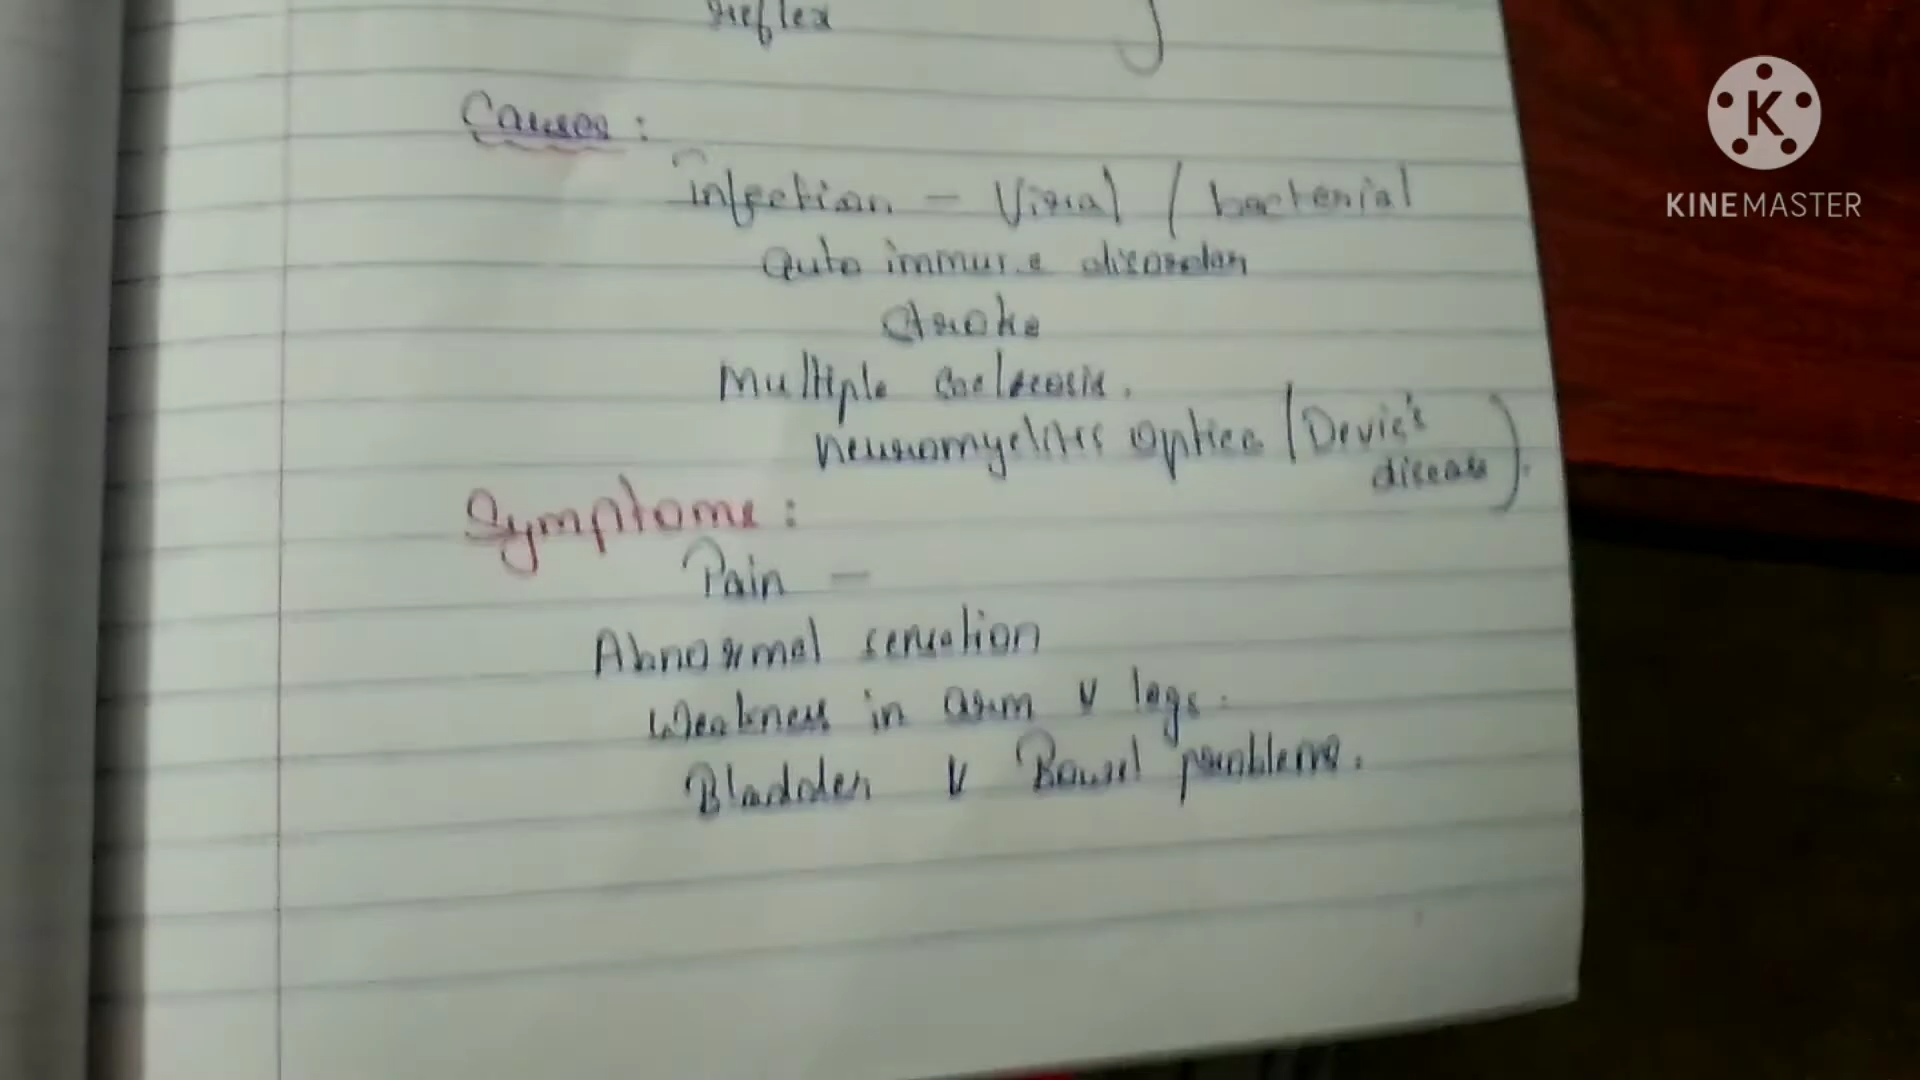 reflex
Causes :
Infection - Viral / bacterial
auto immune disorder
Stroke
Multiple Sclerosis.
neuromyelitis optica (Devic's disease).
Symptoms :
Pain -
Abnormal sensation
Weakness in arm & legs.
Bladder & Bowel problems.
K
KINEMASTER